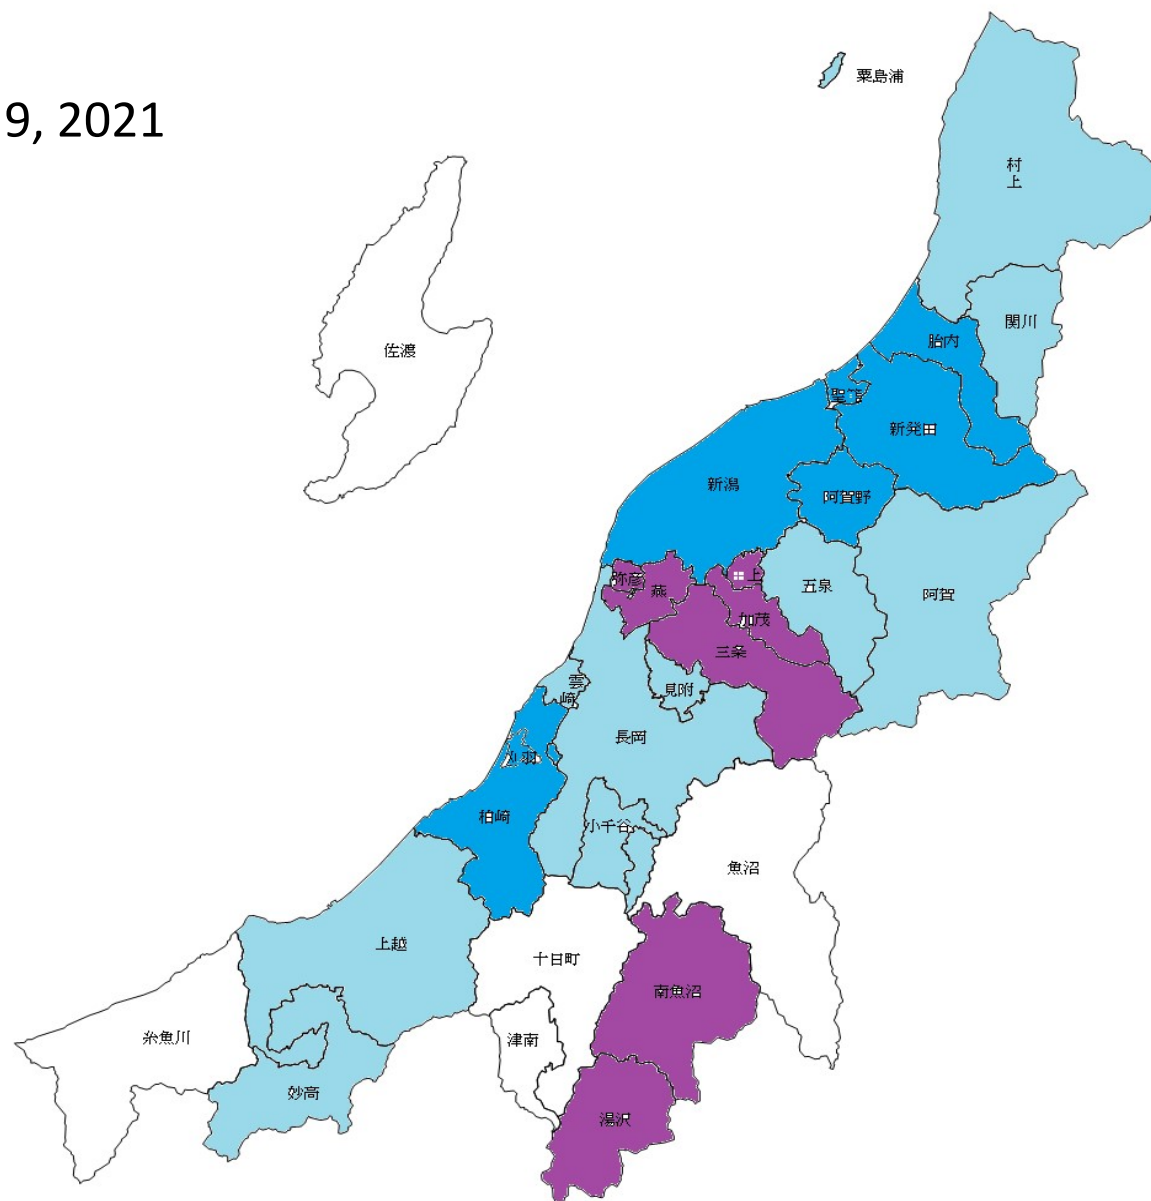 9, 2021
粟島浦
村上
関川
胎内
佐渡
聖籠
新発田
新潟
阿賀野
弥彦
燕
上
五泉
阿賀
加茂
三条
雲崎
見附
長岡
羽
柏崎
小千谷
魚沼
上越
十日町
南魚沼
糸魚川
津南
妙高
湯沢